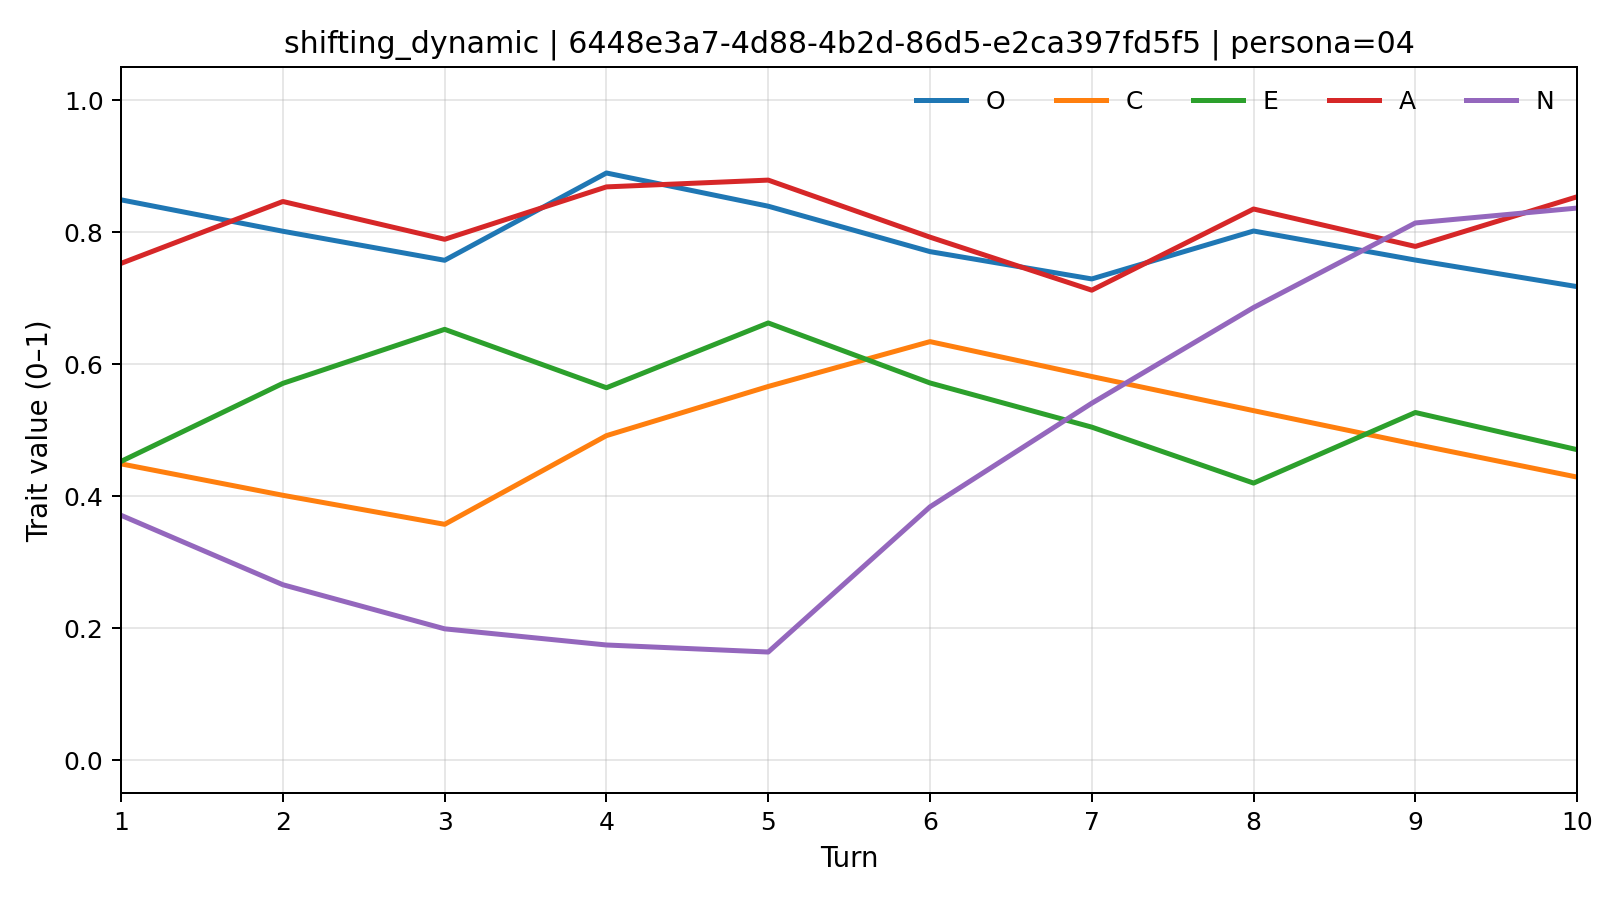 shifting_dynamic | 6448e3a7-4d88-4b2d-86d5-e2ca397fd5f5 | persona=04
O C E A N
1.0
0.8
0.6
0.4
0.2
0.0
Trait value (0–1)
1 2 3 4 5 6 7 8 9 10
Turn